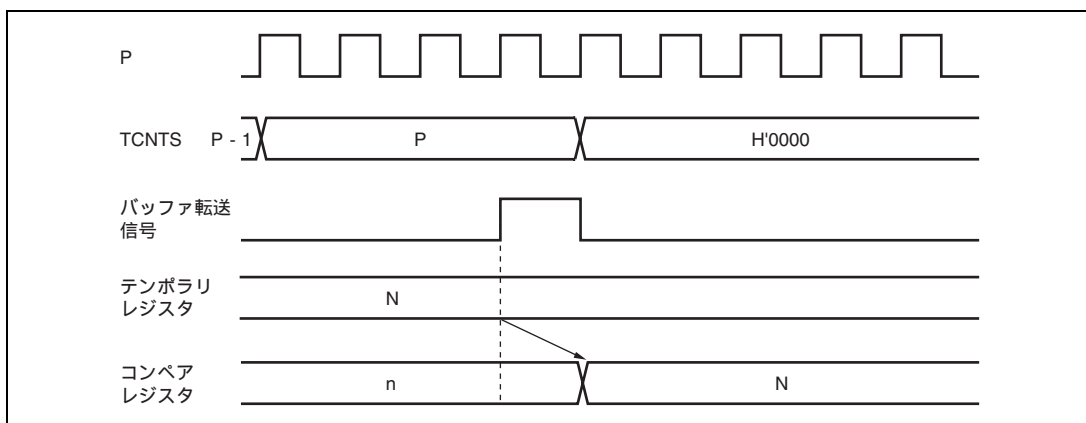 P
TCNTS P - 1 P H'0000
バッファ転送
信号
テンポラリ
レジスタ
N
コンペア
レジスタ
n N